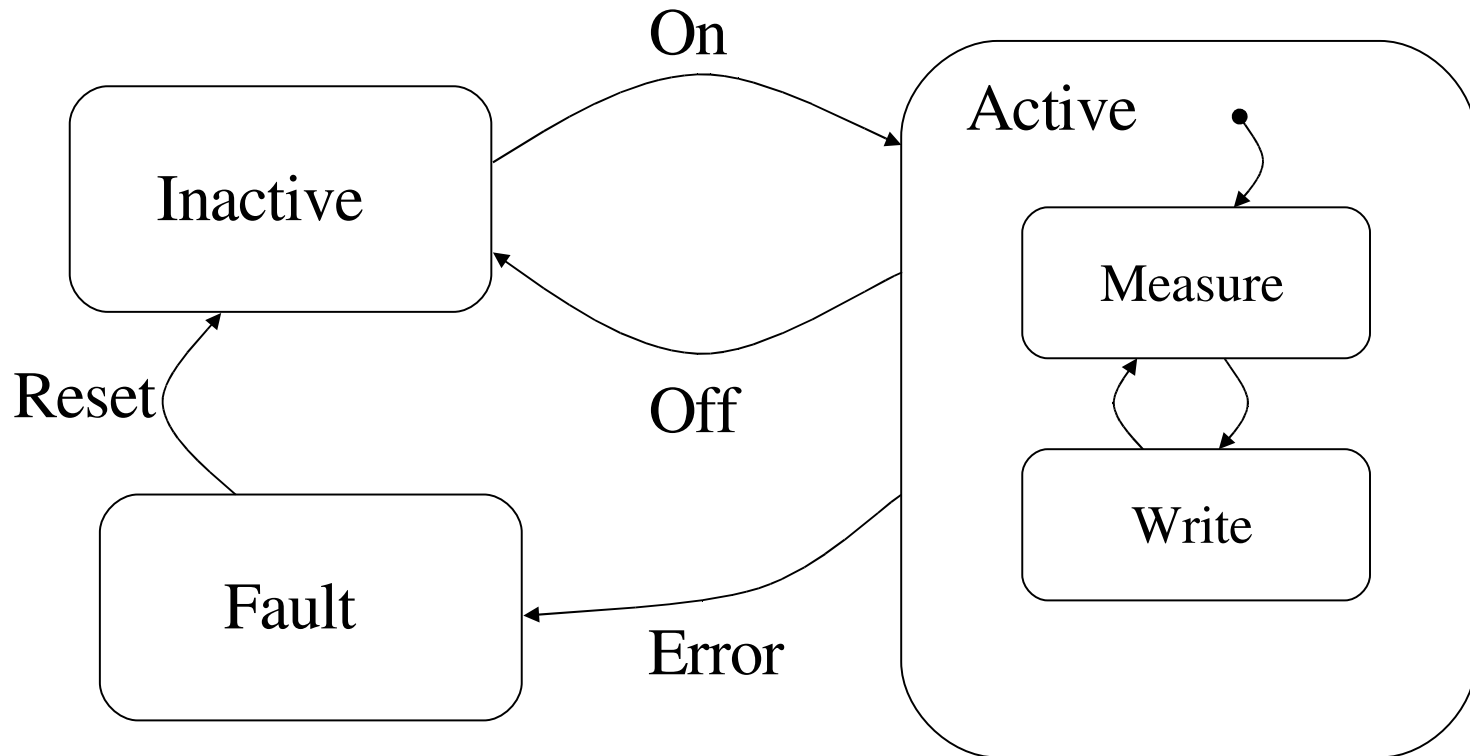 On
Active
Inactive
Measure
Reset
Off
Write
Fault
Error